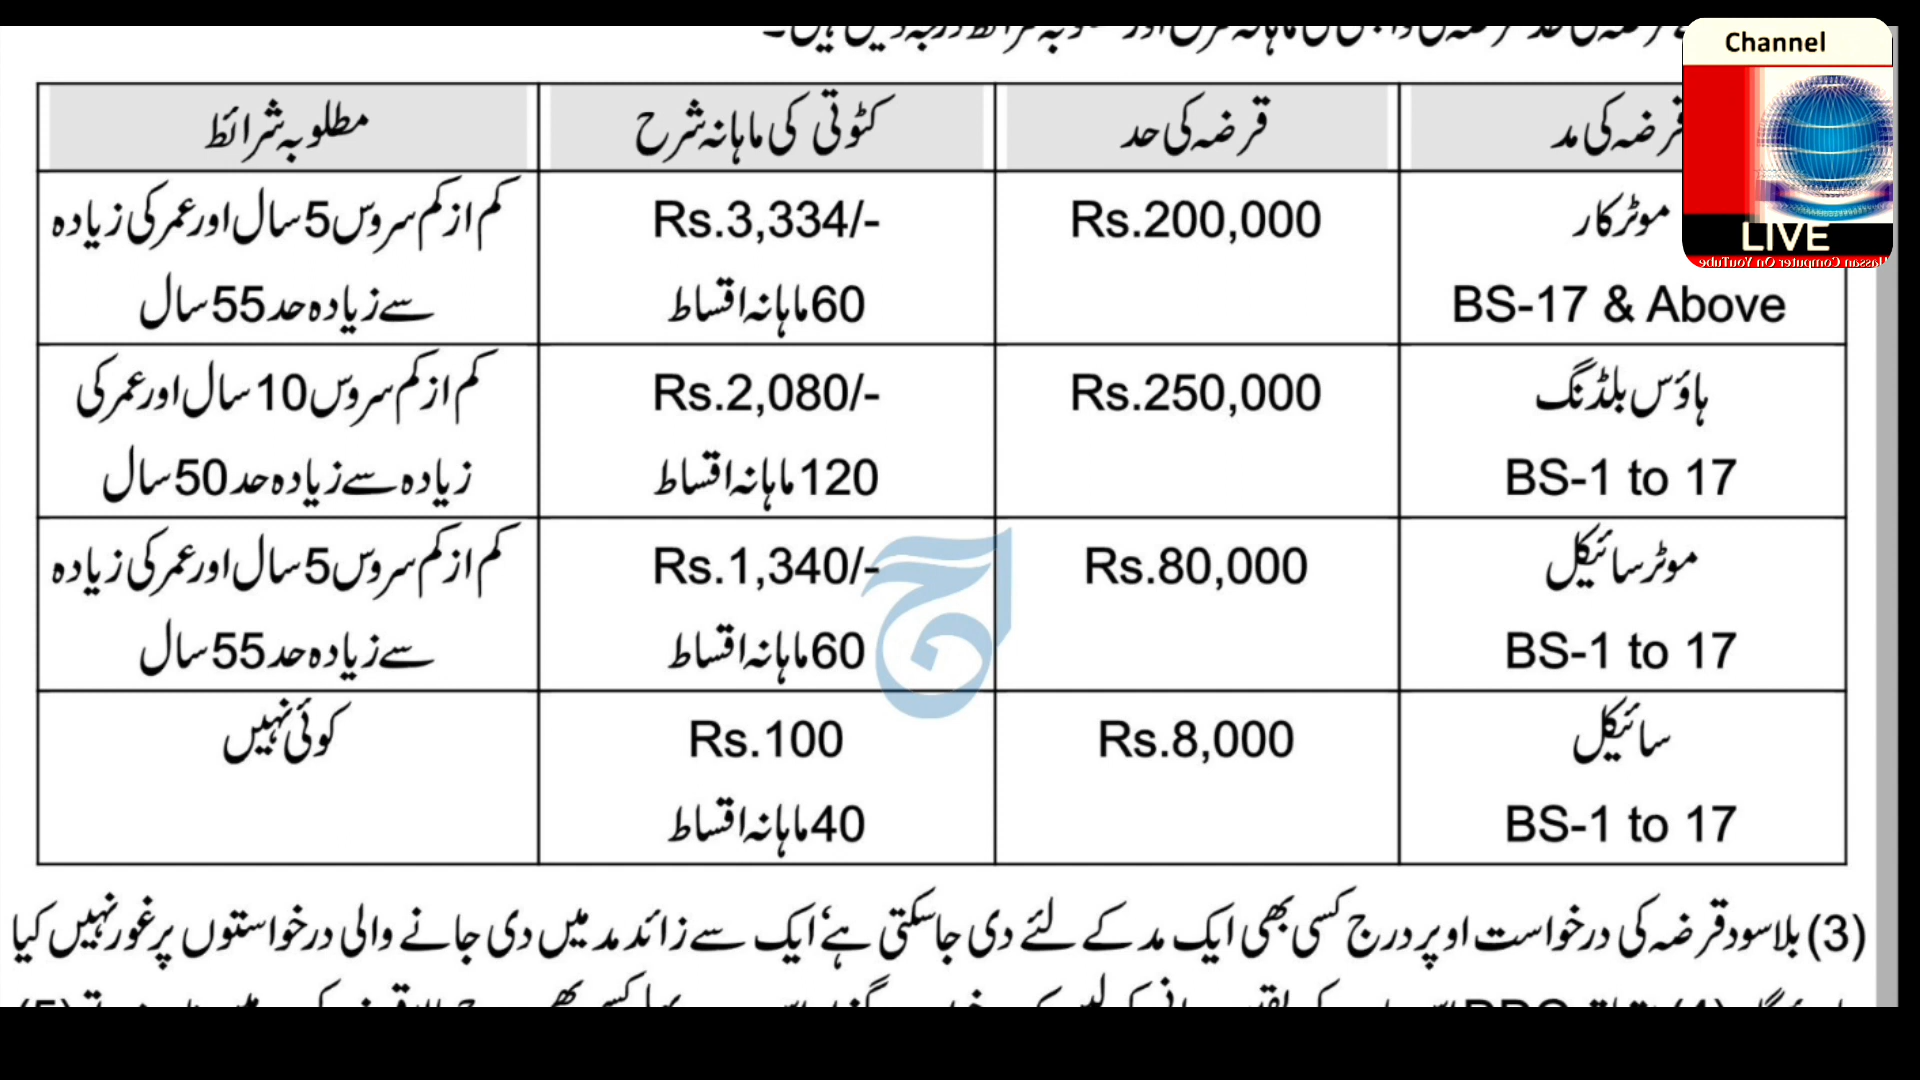 Channel
LIVE
Hassan Computer On YouTube
قرضہ کی مد
قرضہ کی حد
کٹوتی کی ماہانہ شرح
مطلوبہ شرائط
موٹر کار
BS-17 & Above
Rs.200,000
Rs.3,334/-
60 ماہانہ اقساط
کم از کم سروس 5 سال اور عمر کی زیادہ
سے زیادہ حد 55 سال
ہاؤس بلڈنگ
BS-1 to 17
Rs.250,000
Rs.2,080/-
120 ماہانہ اقساط
کم از کم سروس 10 سال اور عمر کی
زیادہ سے زیادہ حد 50 سال
موٹر سائیکل
BS-1 to 17
Rs.80,000
Rs.1,340/-
60 ماہانہ اقساط
کم از کم سروس 5 سال اور عمر کی زیادہ
سے زیادہ حد 55 سال
سائیکل
BS-1 to 17
Rs.8,000
Rs.100
40 ماہانہ اقساط
کوئی نہیں
(3) بلاسود قرضہ کی درخواست اوپر درج کسی بھی ایک مد کے لئے دی جاسکتی ہے، ایک سے زائد مد میں دی جانے والی درخواستوں پر غور نہیں کیا